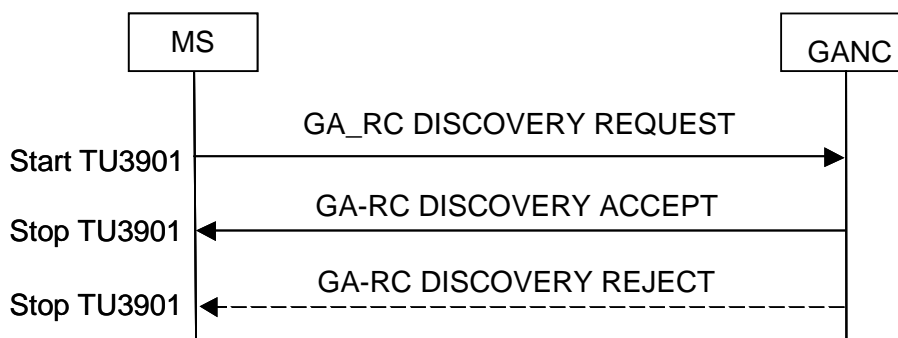 MS
GANC
GA_RC DISCOVERY REQUEST
Start TU3901
GA-RC DISCOVERY ACCEPT
Stop TU3901
GA-RC DISCOVERY REJECT
Stop TU3901